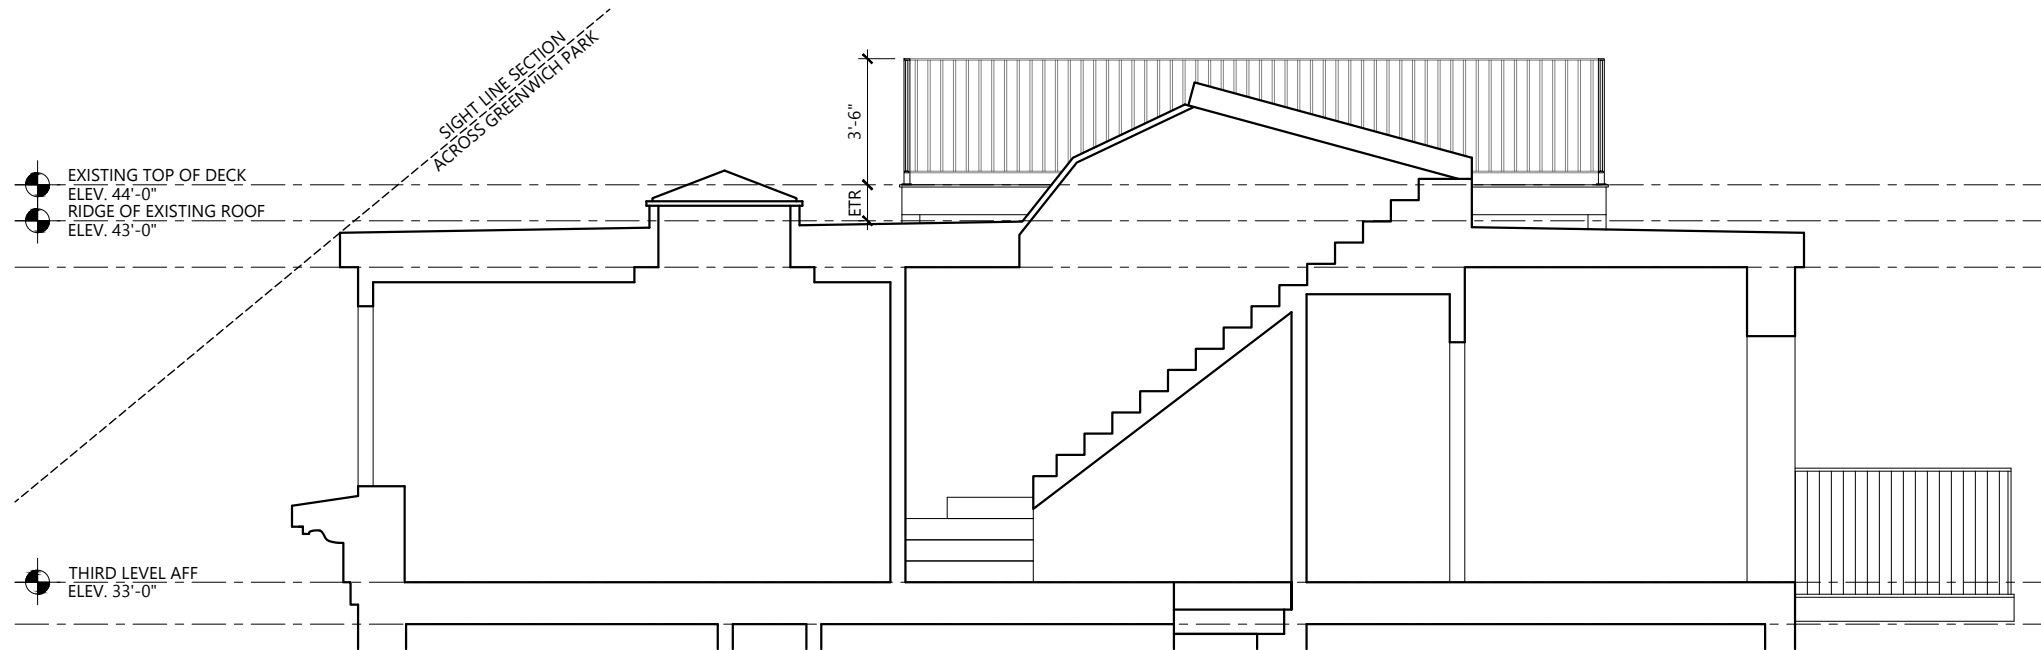 SIGHT LINE SECTION
ACROSS GREENWICH PARK
3'-6"
ETR
EXISTING TOP OF DECK
ELEV. 44'-0"
RIDGE OF EXISTING ROOF
ELEV. 43'-0"
THIRD LEVEL AFF
ELEV. 33'-0"